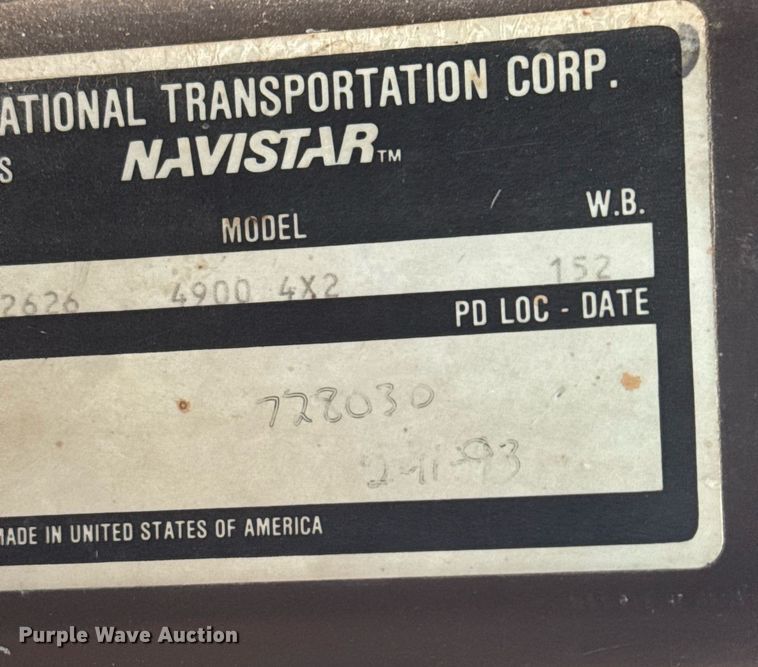 ATIONAL TRANSPORTATION CORP.
S NAVISTAR™
MODEL W.B.
2626 4900 4X2 152
PD LOC - DATE
728030
MADE IN UNITED STATES OF AMERICA
Purple Wave Auction